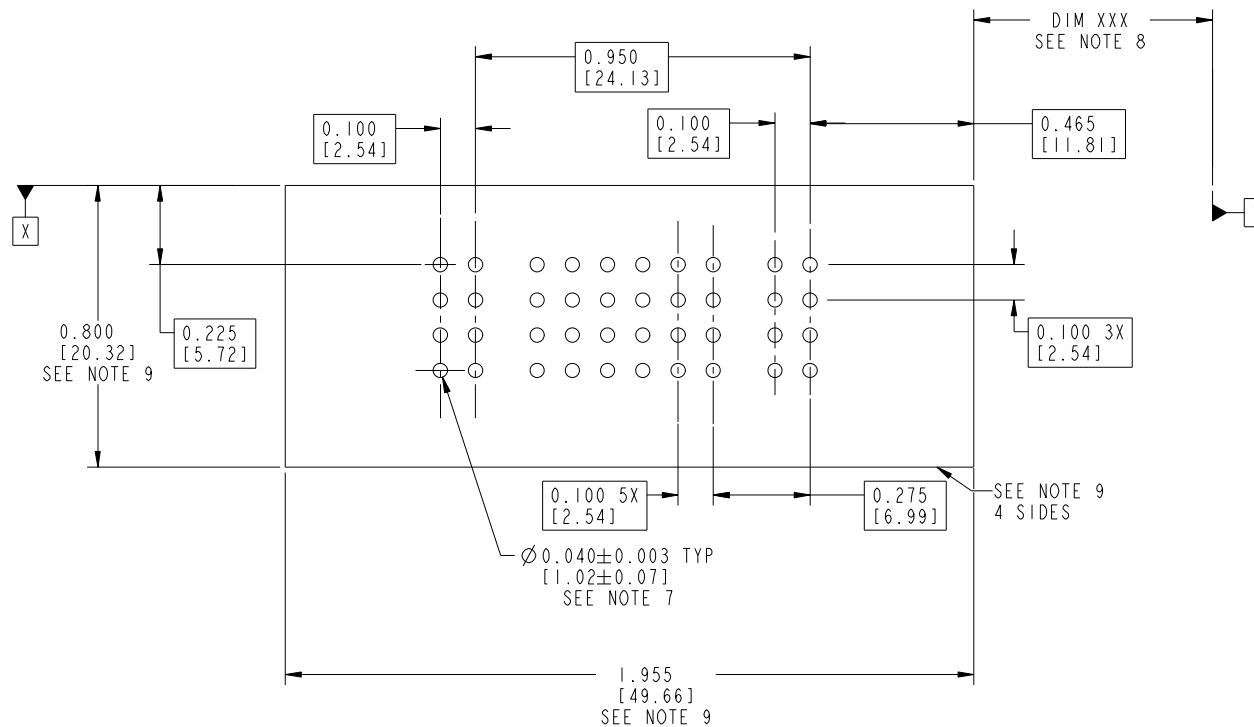 DIM XXX
SEE NOTE 8
0.950
[24.13]
0.100
[2.54]
0.100
[2.54]
0.465
[11.81]
X
0.800
[20.32]
SEE NOTE 9
0.225
[5.72]
0.100 3X
[2.54]
0.100 5X
[2.54]
0.275
[6.99]
SEE NOTE 9
4 SIDES
Ø0.040±0.003 TYP
[1.02±0.07]
SEE NOTE 7
1.955
[49.66]
SEE NOTE 9